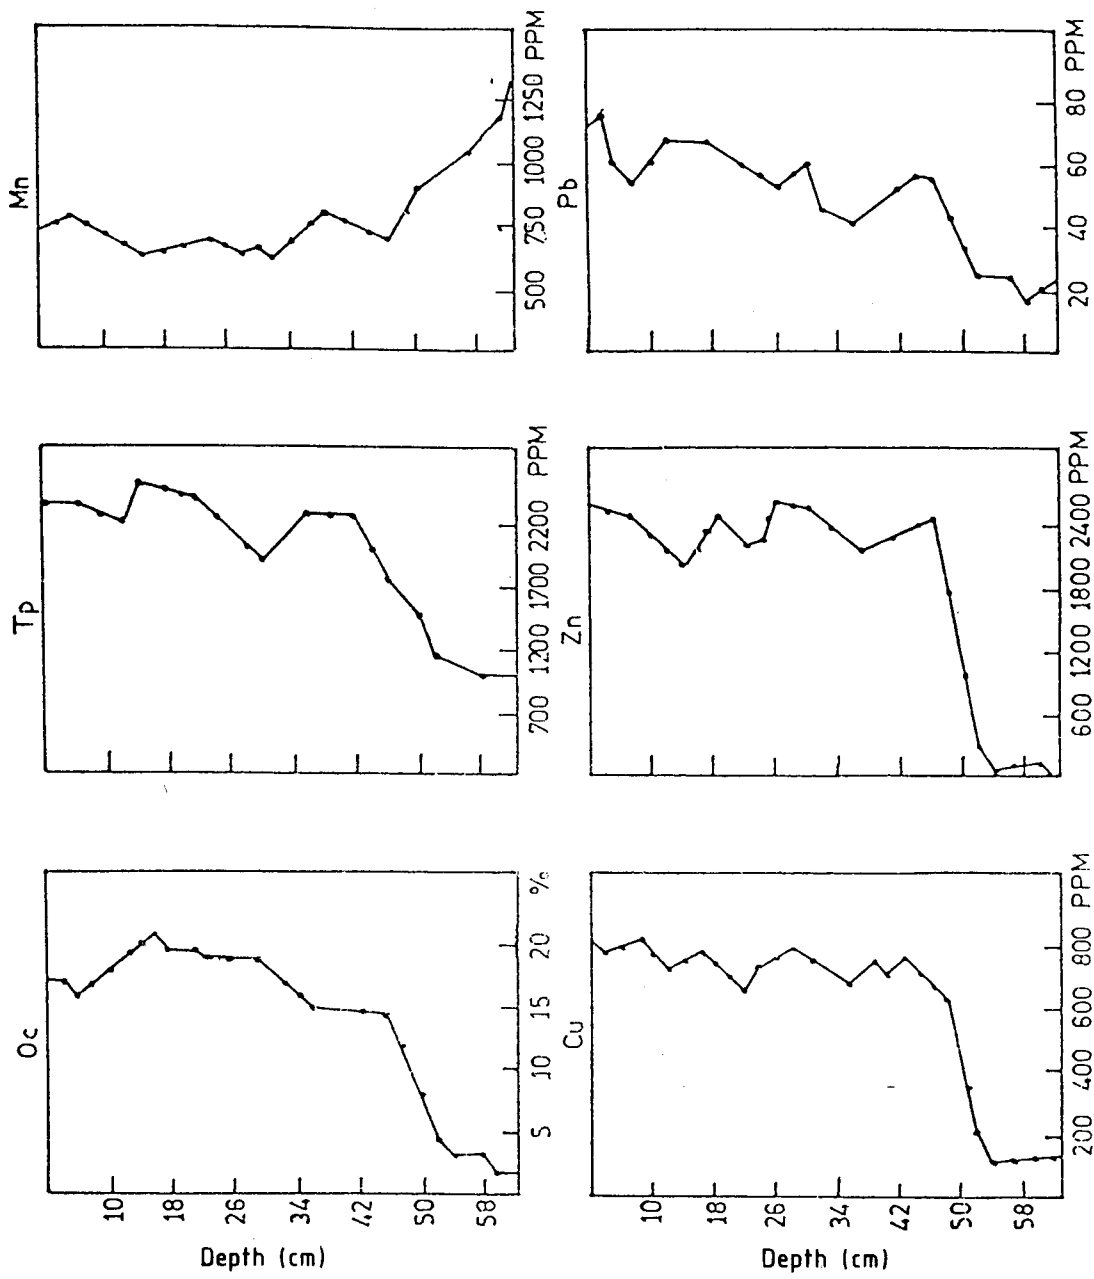 Mn
500 750 1000 1250 PPM
Pb
20 40 60 80 PPM
Tp
700 1200 1700 2200 PPM
Zn
600 1200 1800 2400 PPM
Oc
5 10 15 20 %
10 18 26 34 42 50 58
Depth (cm)
Cu
200 400 600 800 PPM
10 18 26 34 42 50 58
Depth (cm)